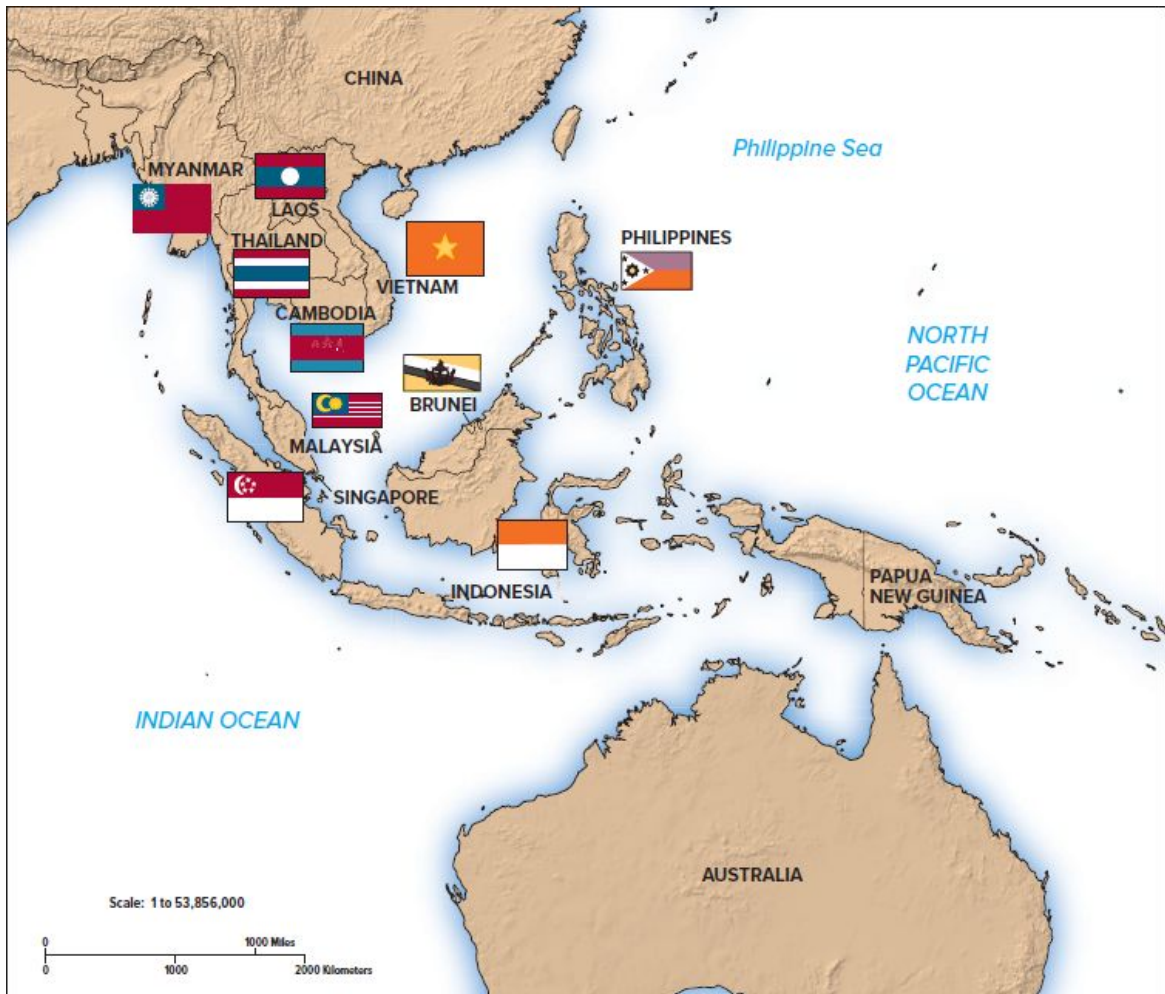 CHINA
Philippine Sea
MYANMAR
LAOS
THAILAND
PHILIPPINES
VIETNAM
CAMBODIA
NORTH
PACIFIC
OCEAN
BRUNEI
MALAYSIA
SINGAPORE
INDONESIA
PAPUA
NEW GUINEA
INDIAN OCEAN
AUSTRALIA
Scale: 1 to 53,856,000
0 1000 Miles
0 1000 2000 Kilometers